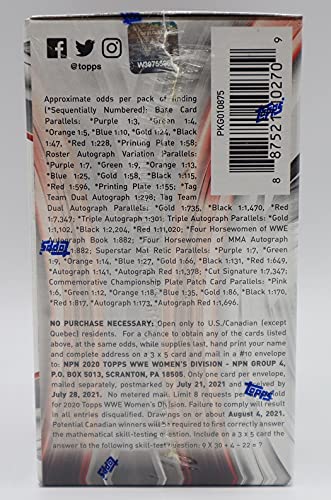 W3975590
@topps
PKG010875
8 87521 10270 9
Approximate odds per pack of finding
(*Sequentially Numbered): Base Card
Parallels: *Purple 1:3, *Green 1:4,
*Orange 1:5, *Blue 1:10, *Gold 1:24, *Black
1:47, *Red 1:228, *Printing Plate 1:58;
Roster Autograph Variation Parallels:
*Purple 1:7, *Green 1:9, *Orange 1:13,
*Blue 1:25, *Gold 1:58, *Black 1:115,
*Red 1:596, *Printing Plate 1:155; Tag
Team Dual Autograph 1:298; Tag Team
Dual Autograph Parallels: *Gold 1:735, *Black 1:1,470, *Red
1:7,347; Triple Autograph 1:301; Triple Autograph Parallels: *Gold
1:1,102, *Black 1:2,204, *Red 1:10,020; *Four Horsewomen of WWE
Autograph Book 1:882; *Four Horsewomen of MMA Autograph
1:882; Superstar Mat Relic Parallels: *Purple 1:7, *Green
1:9, *Orange 1:14, *Blue 1:27, *Gold 1:66, *Black 1:131, *Red 1:649,
*Autograph 1:141, *Autograph Red 1:1,378; *Cut Signature 1:7,347;
Commemorative Championship Plate Patch Card Parallels: *Pink
1:6, *Green 1:12, *Orange 1:18, *Blue 1:35, *Gold 1:86, *Black 1:170,
*Red 1:817, *Autograph 1:173, *Autograph Red 1:1,696.
NO PURCHASE NECESSARY: Open only to U.S./Canadian (except
Quebec) residents. For a chance to obtain any of the cards listed
above, at the same odds, while supplies last, hand print your name
and complete address on a 3 x 5 card and mail in a #10 envelope
to: NPN 2020 TOPPS WWE WOMEN'S DIVISION - NPN GROUP 4,
P.O. BOX 5013, SCRANTON, PA 18505. Only one card per envelope,
mailed separately, postmarked by July 21, 2021 and received by
July 28, 2021. No metered mail. Limit 8 requests per household
for 2020 Topps WWE Women's Division. Failure to comply will result
in all entries disqualified. Drawing on or about August 4, 2021.
Potential Canadian winners will be required to first correctly answer
the mathematical skill-testing question. Include on a 3 x 5 card the
answer to the following skill-test question: 9 X 30 + 4 - 22 = ?